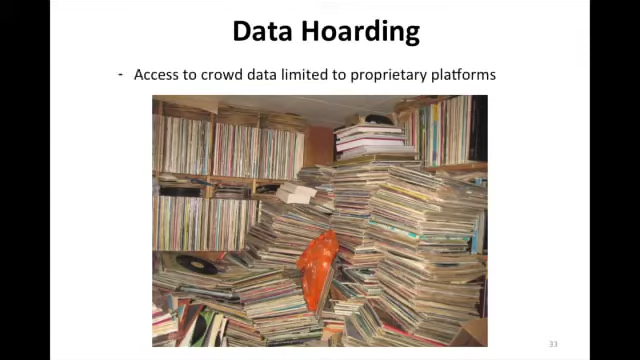 Data Hoarding
- Access to crowd data limited to proprietary platforms
33